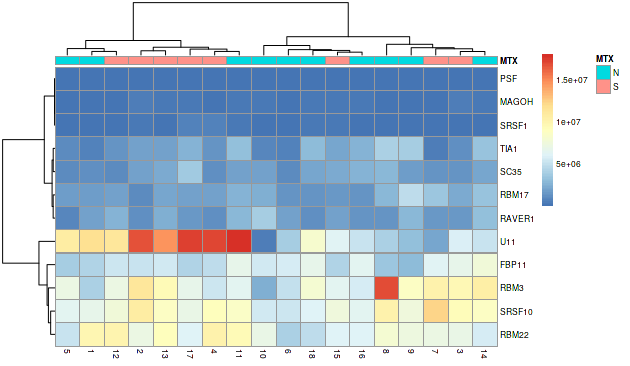 MTX
PSF
MAGOH
SRSF1
TIA1
SC35
RBM17
RAVER1
U11
FBP11
RBM3
SRSF10
RBM22
5 1 12 2 13 17 4 11 10 6 18 15 16 8 9 7 3 14
1.5e+07
1e+07
5e+06
MTX
N
S